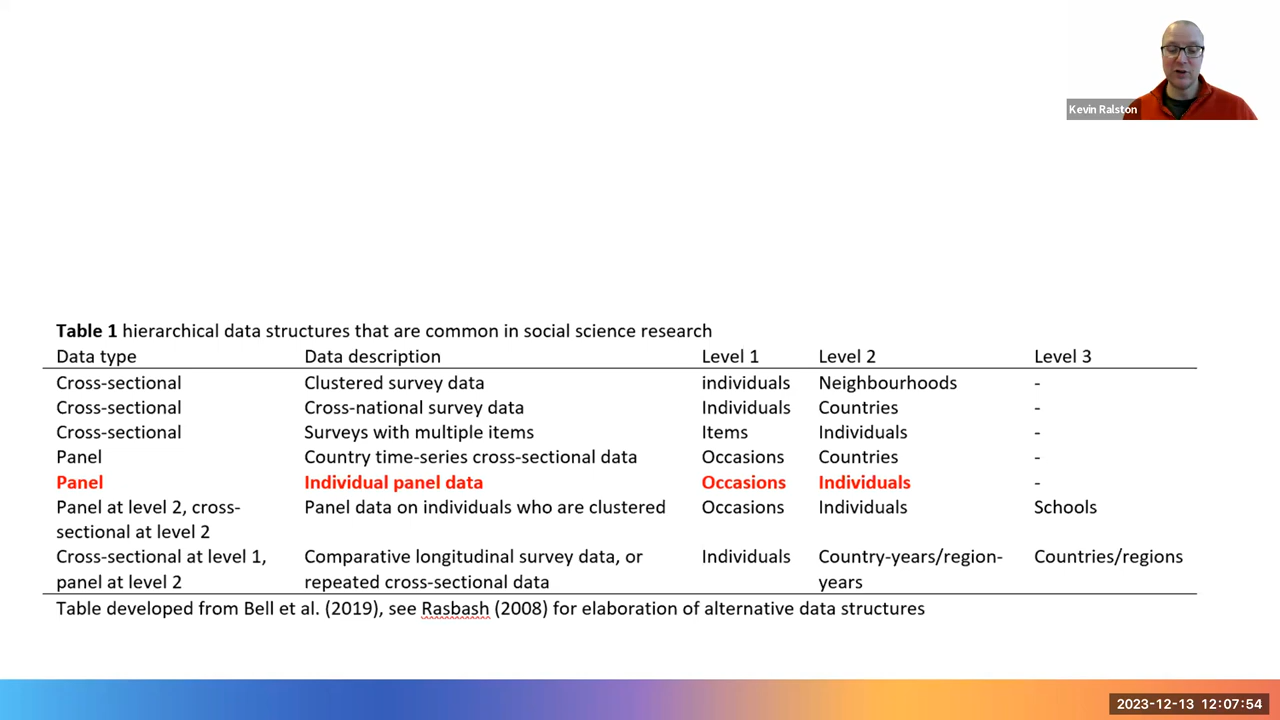 Kevin Ralston
Table 1 hierarchical data structures that are common in social science research
Data type Data description Level 1 Level 2 Level 3
Cross-sectional Clustered survey data individuals Neighbourhoods -
Cross-sectional Cross-national survey data Individuals Countries -
Cross-sectional Surveys with multiple items Items Individuals -
Panel Country time-series cross-sectional data Occasions Countries -
Panel Individual panel data Occasions Individuals -
Panel at level 2, cross- Panel data on individuals who are clustered Occasions Individuals Schools
sectional at level 2
Cross-sectional at level 1, Comparative longitudinal survey data, or Individuals Country-years/region- Countries/regions
panel at level 2 repeated cross-sectional data years
Table developed from Bell et al. (2019), see Rasbash (2008) for elaboration of alternative data structures
2023-12-13 12:07:54